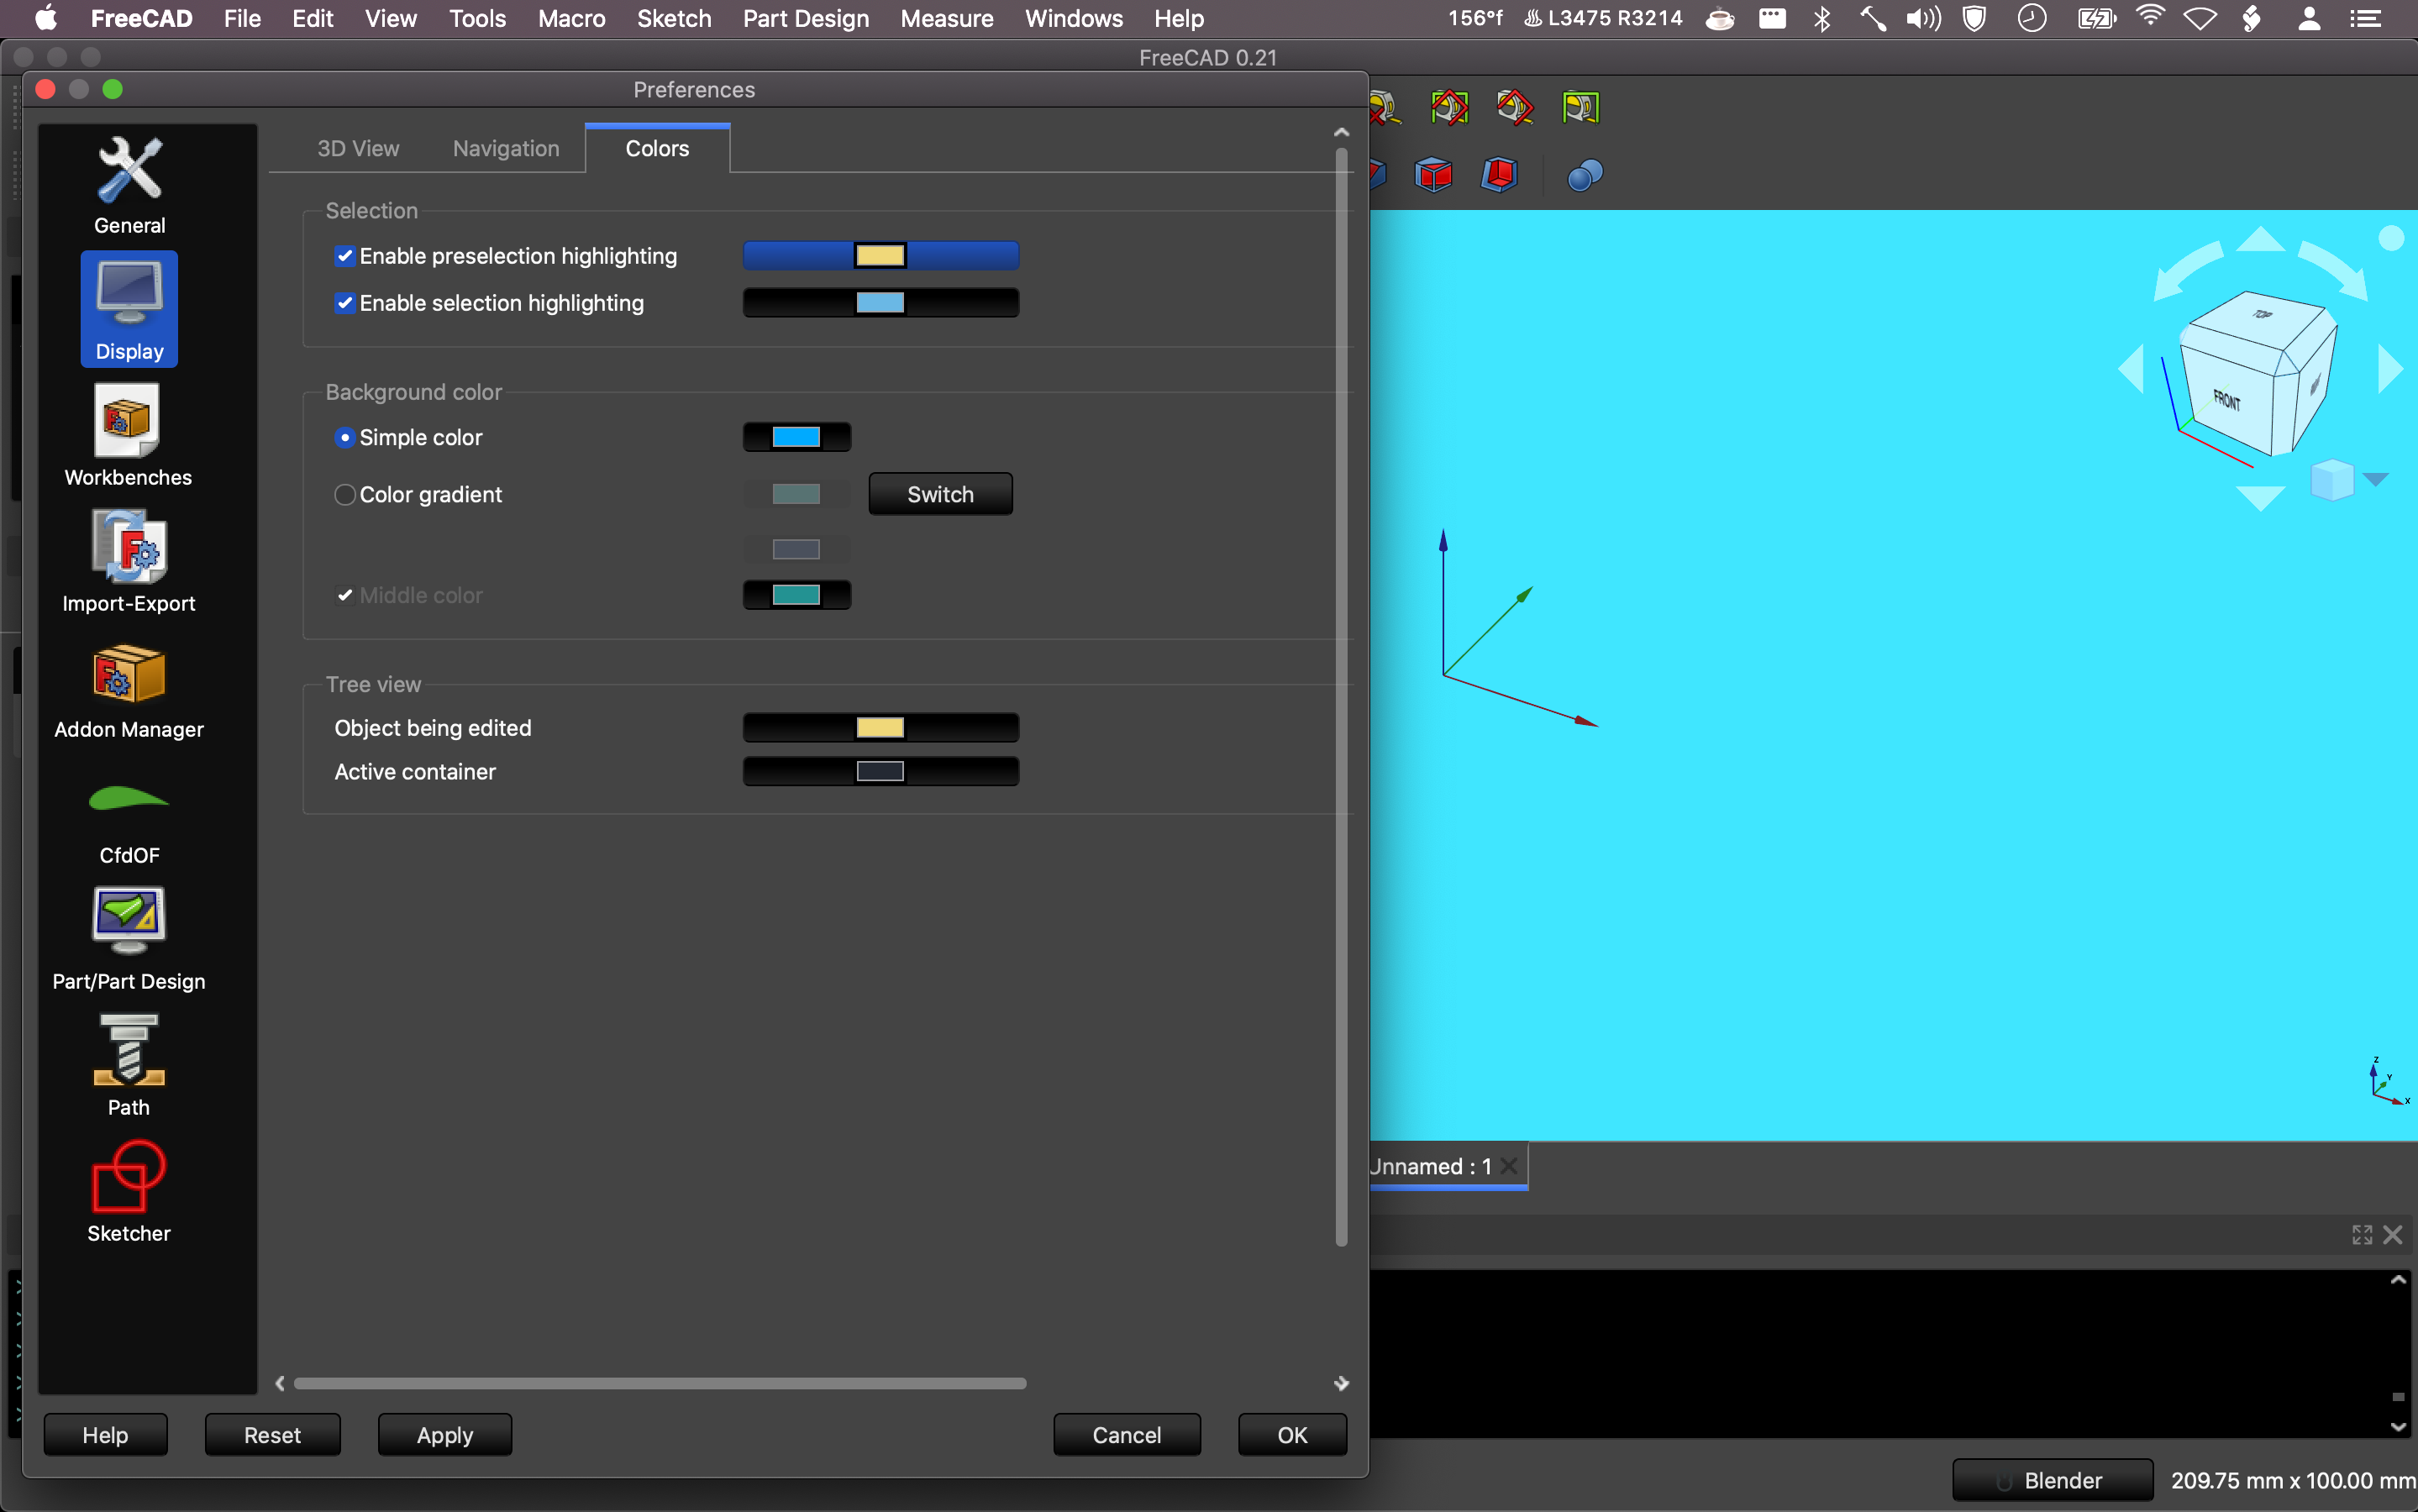 FreeCAD File Edit View Tools Macro Sketch Part Design Measure Windows Help 156°f L3475 R3214
FreeCAD 0.21
Preferences
General
Display
Workbenches
Import-Export
Addon Manager
CfdOF
Part/Part Design
Path
Sketcher
3D View Navigation Colors
Selection
Enable preselection highlighting
Enable selection highlighting
Background color
Simple color
Color gradient Switch
Middle color
Tree view
Object being edited
Active container
Help Reset Apply Cancel OK
TOP
FRONT
Z
Y
X
Unnamed : 1
Blender 209.75 mm x 100.00 mm